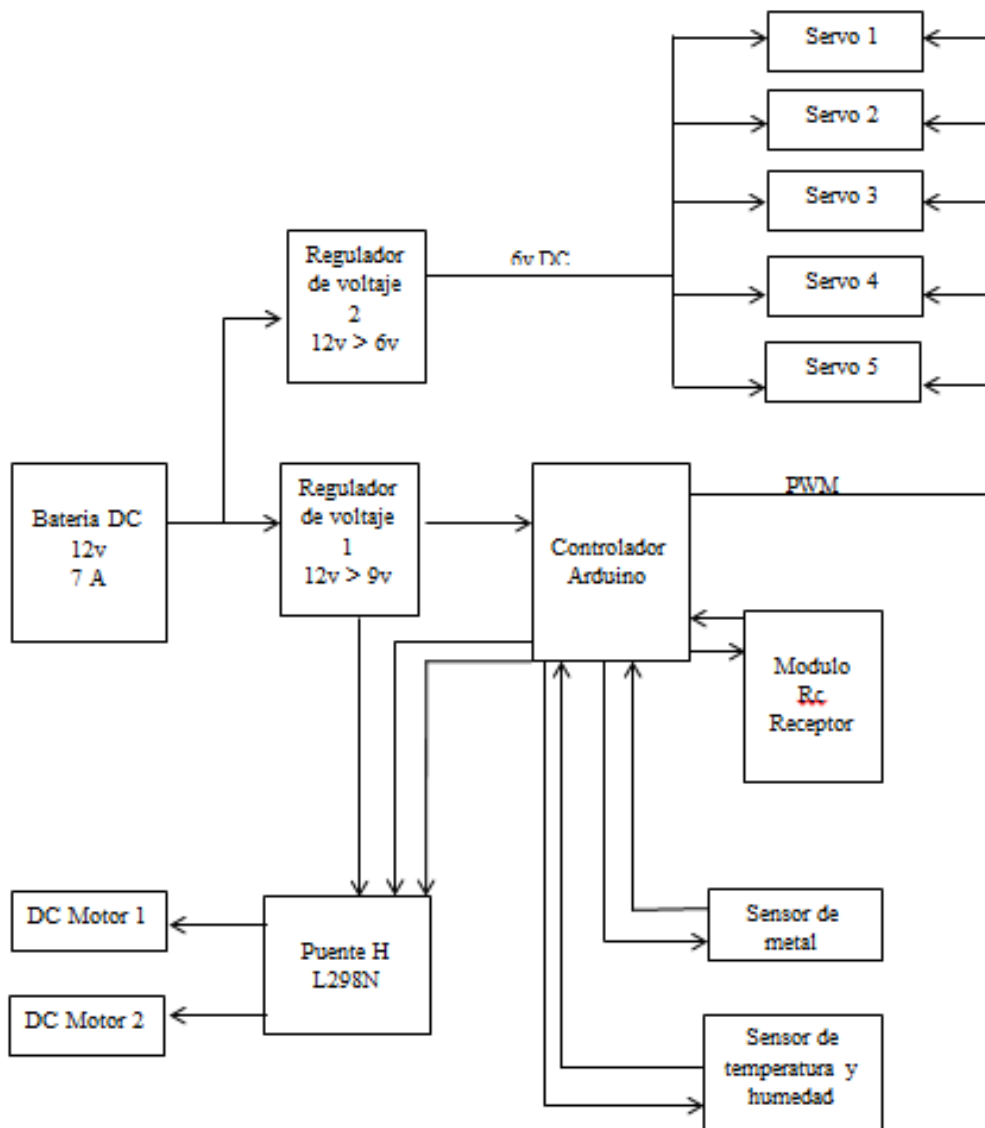 Servo 1
Servo 2
Servo 3
Servo 4
Servo 5
Regulador
de voltaje
2
12v > 6v
6v DC
Bateria DC
12v
7 A
Regulador
de voltaje
1
12v > 9v
Controlador
Arduino
PWM
Modulo
Rc
Receptor
DC Motor 1
DC Motor 2
Puente H
L298N
Sensor de
metal
Sensor de
temperatura y
humedad